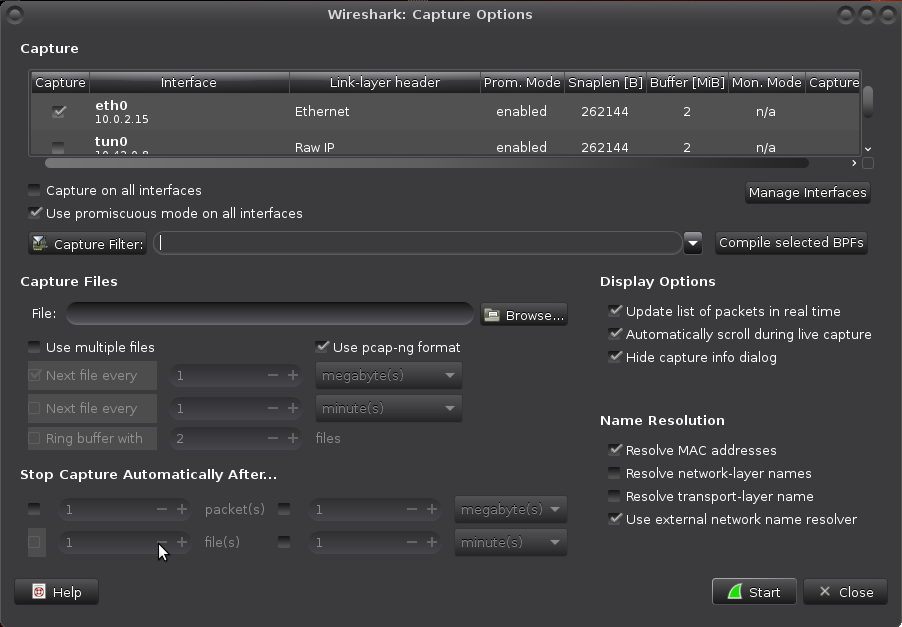 Wireshark: Capture Options
Capture
Capture Interface Link-layer header Prom. Mode Snaplen [B] Buffer [MiB] Mon. Mode Capture
eth0
10.0.2.15
Ethernet enabled 262144 2 n/a
tun0
Raw IP enabled 262144 2 n/a
Capture on all interfaces
Manage Interfaces
Use promiscuous mode on all interfaces
Capture Filter: Compile selected BPFs
Capture Files Display Options
File: Browse... Update list of packets in real time
Automatically scroll during live capture
Use multiple files Use pcap-ng format Hide capture info dialog
Next file every 1 megabyte(s)
Next file every 1 minute(s)
Name Resolution
Ring buffer with 2 files
Resolve MAC addresses
Stop Capture Automatically After... Resolve network-layer names
Resolve transport-layer name
1 packet(s) 1 megabyte(s)
Use external network name resolver
1 file(s) 1 minute(s)
Help Start Close